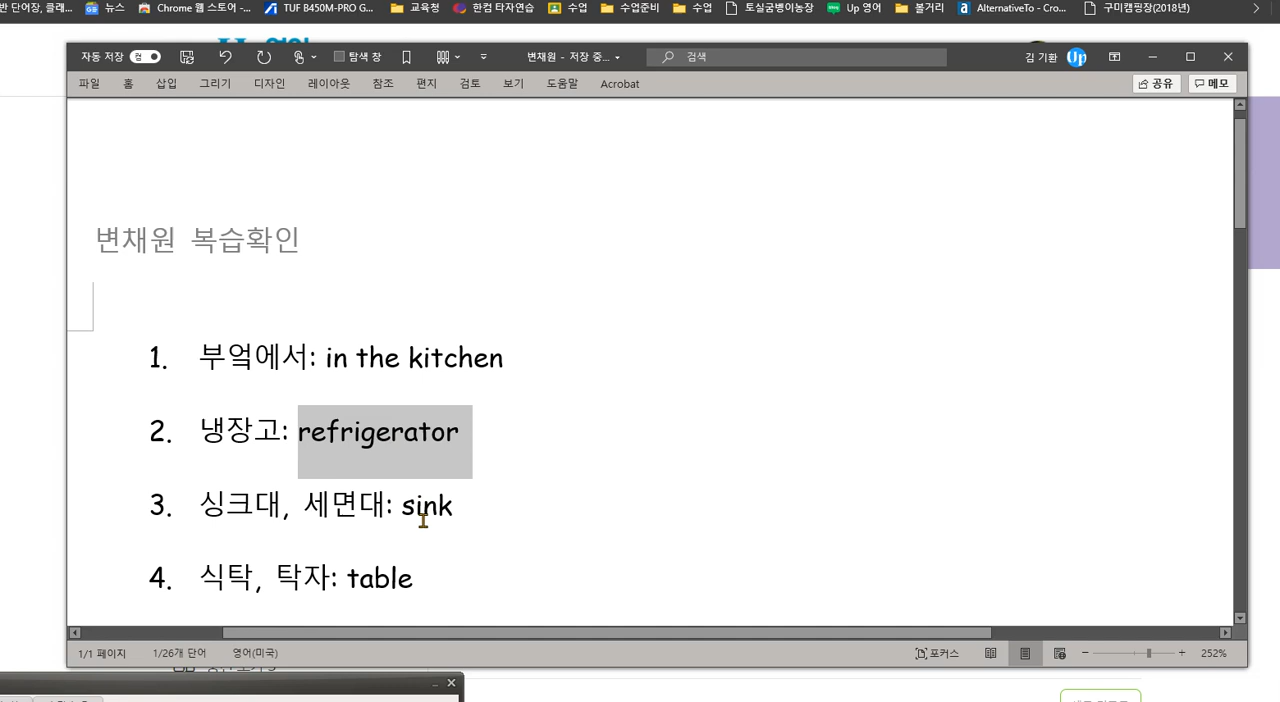 반 단어장, 클래... 뉴스 Chrome 웹 스토어 -... TUF B450M-PRO G... 교육청 한컴 타자연습 수업 수업준비 수업 토실굼벵이농장 Up 영어 볼거리 AlternativeTo - Cro... 구미캠핑장(2018년)
자동 저장 켬 탐색 창 변채원 - 저장 중... 검색 김 기환 Up
파일 홈 삽입 그리기 디자인 레이아웃 참조 편지 검토 보기 도움말 Acrobat 공유 메모
변채원 복습확인
1. 부엌에서: in the kitchen
2. 냉장고: refrigerator
3. 싱크대, 세면대: sink
4. 식탁, 탁자: table
1/1 페이지 1/26개 단어 영어(미국) 포커스 252%